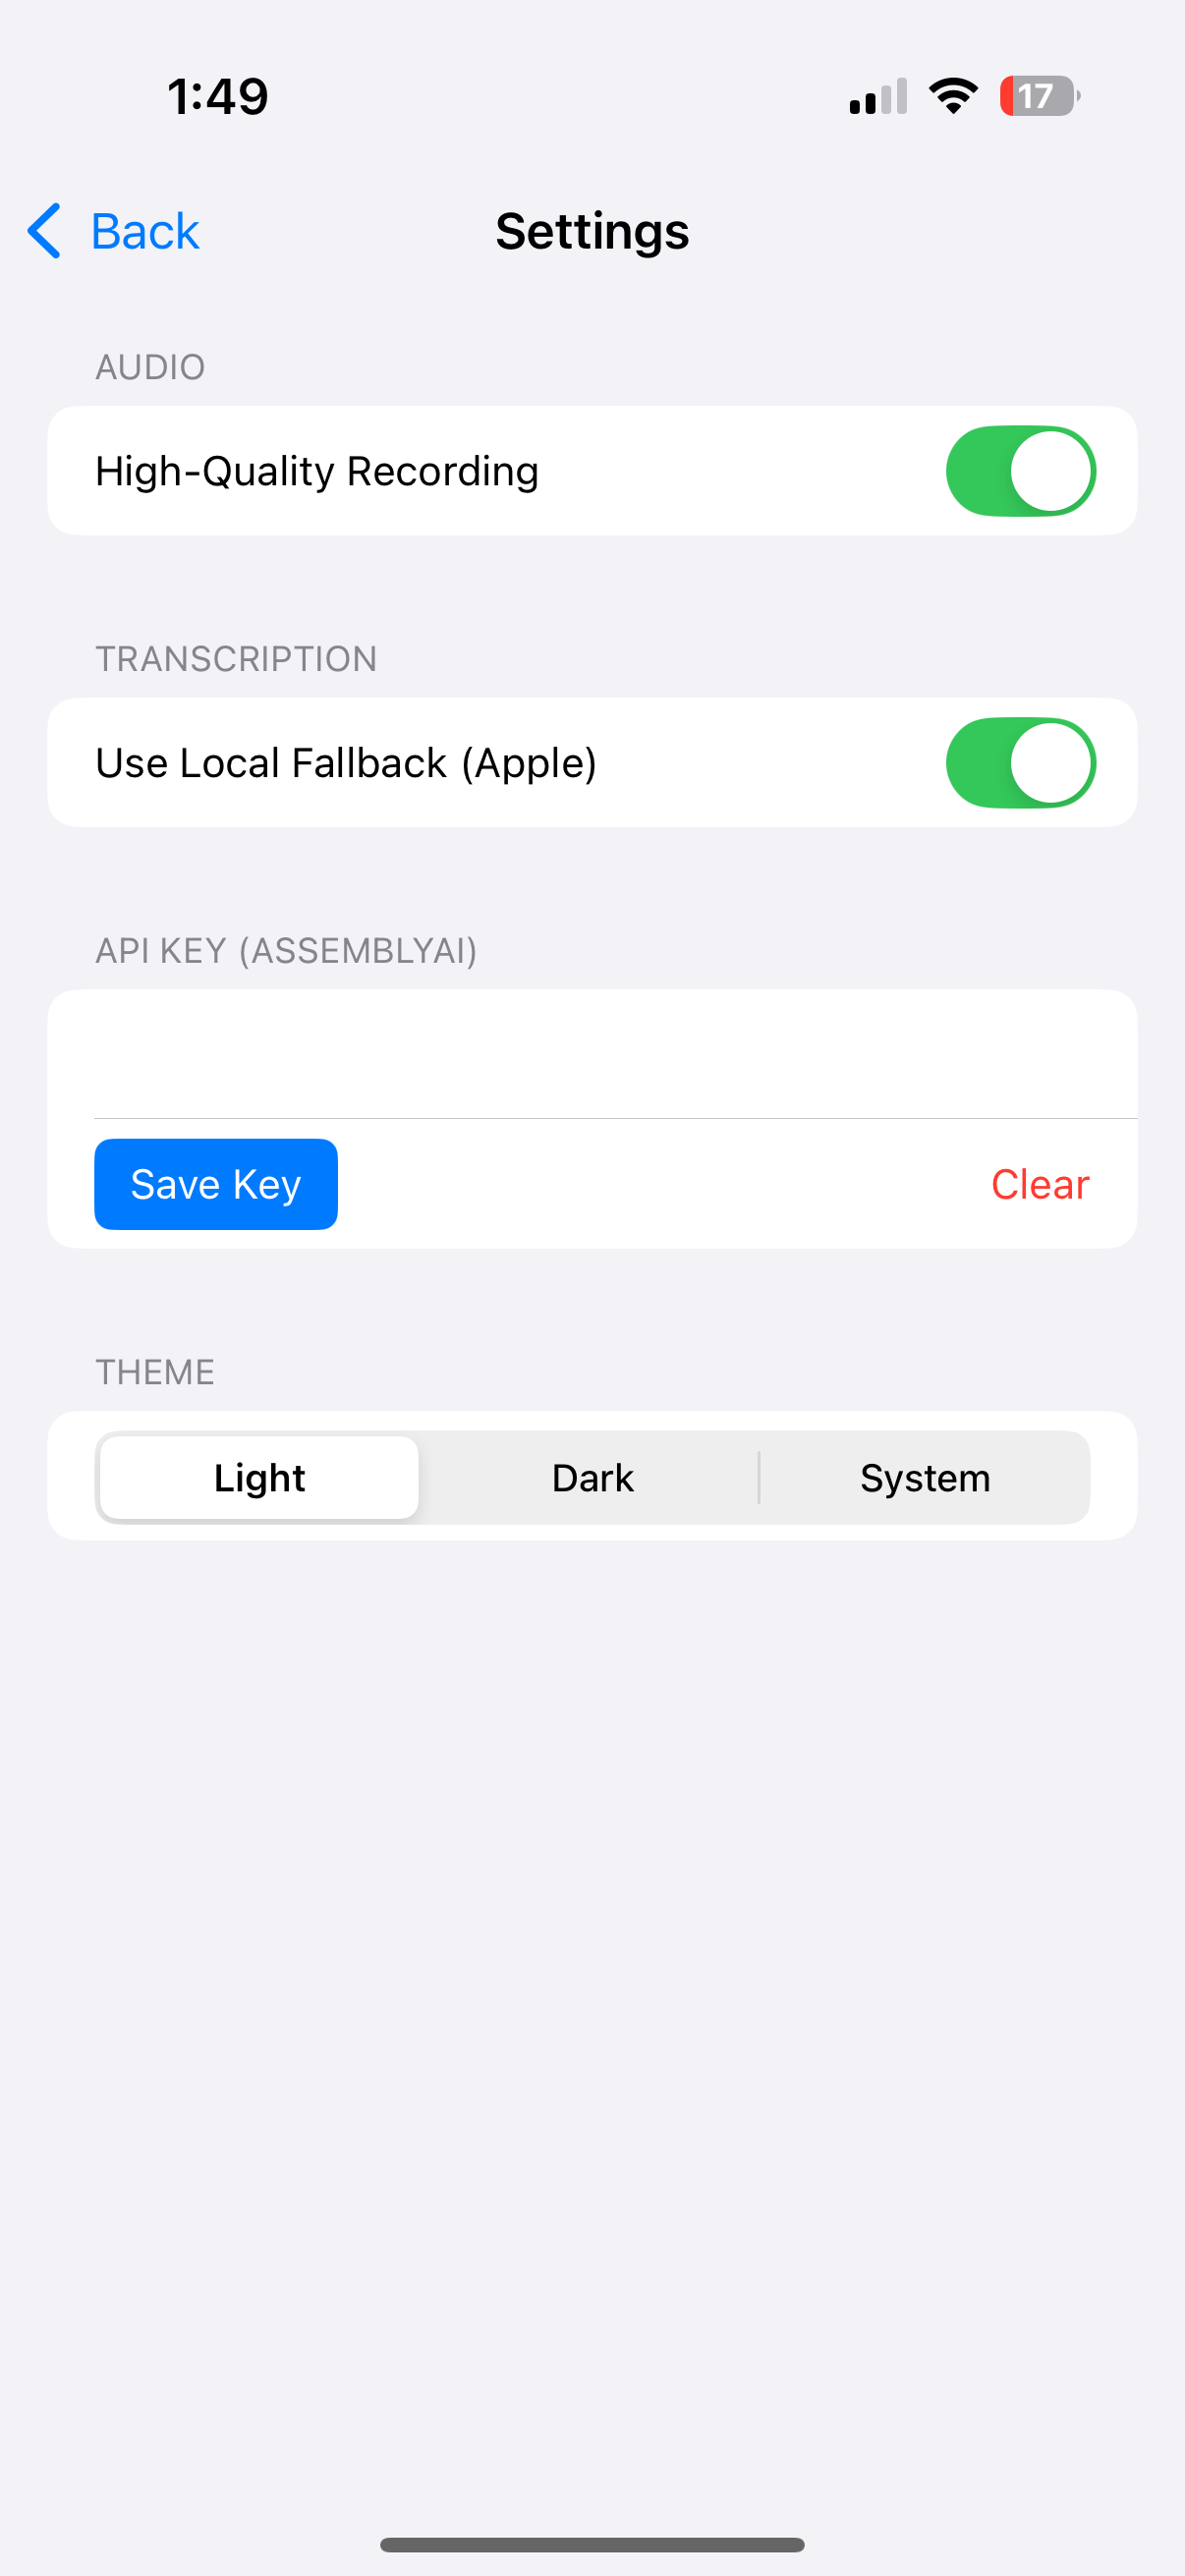 1:49
17
Back
Settings
AUDIO
High-Quality Recording
TRANSCRIPTION
Use Local Fallback (Apple)
API KEY (ASSEMBLYAI)
Save Key
Clear
THEME
Light
Dark
System